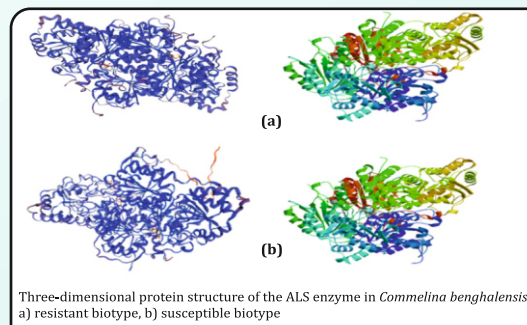 (a)
(b)
Three-dimensional protein structure of the ALS enzyme in Commelina benghalensis
a) resistant biotype, b) susceptible biotype